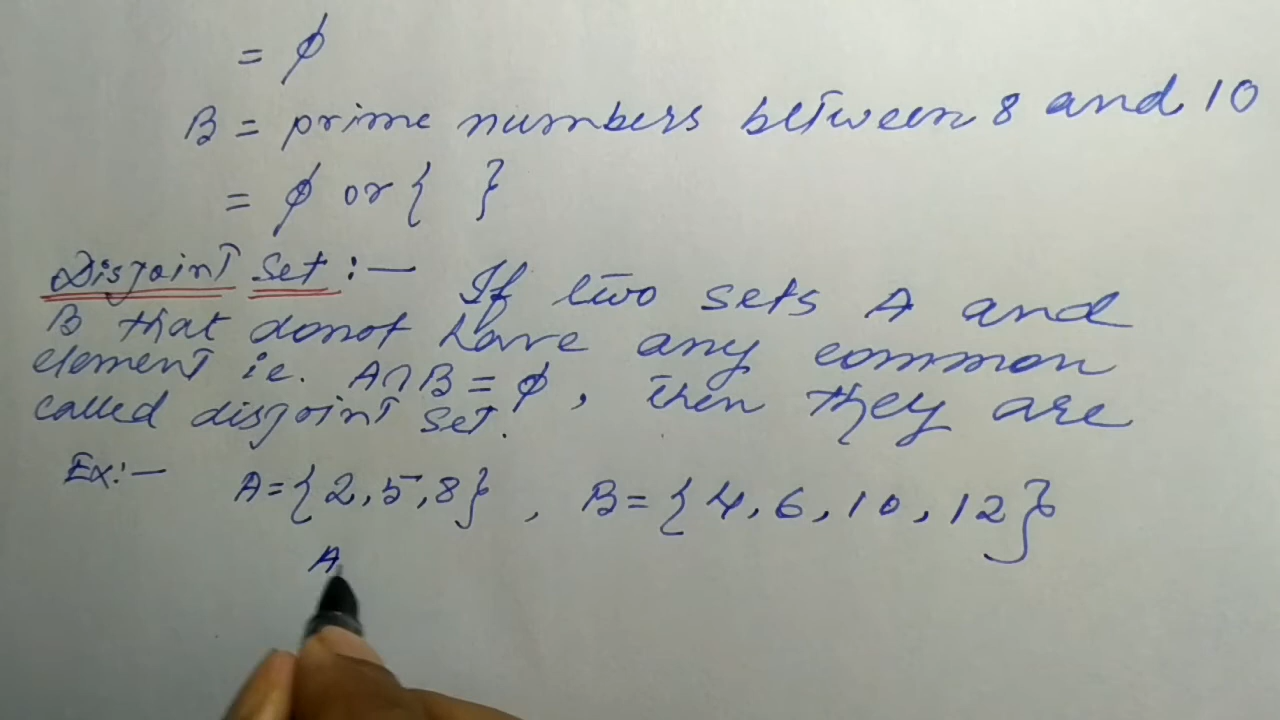 = ϕ
B = prime numbers between 8 and 10
= ϕ or { }
Disjoint Set :— If two sets A and
B that donot have any common
element ie. A∩B = ϕ , then they are
called disjoint set.
Ex:— A={2,5,8} , B={4,6,10,12}
A